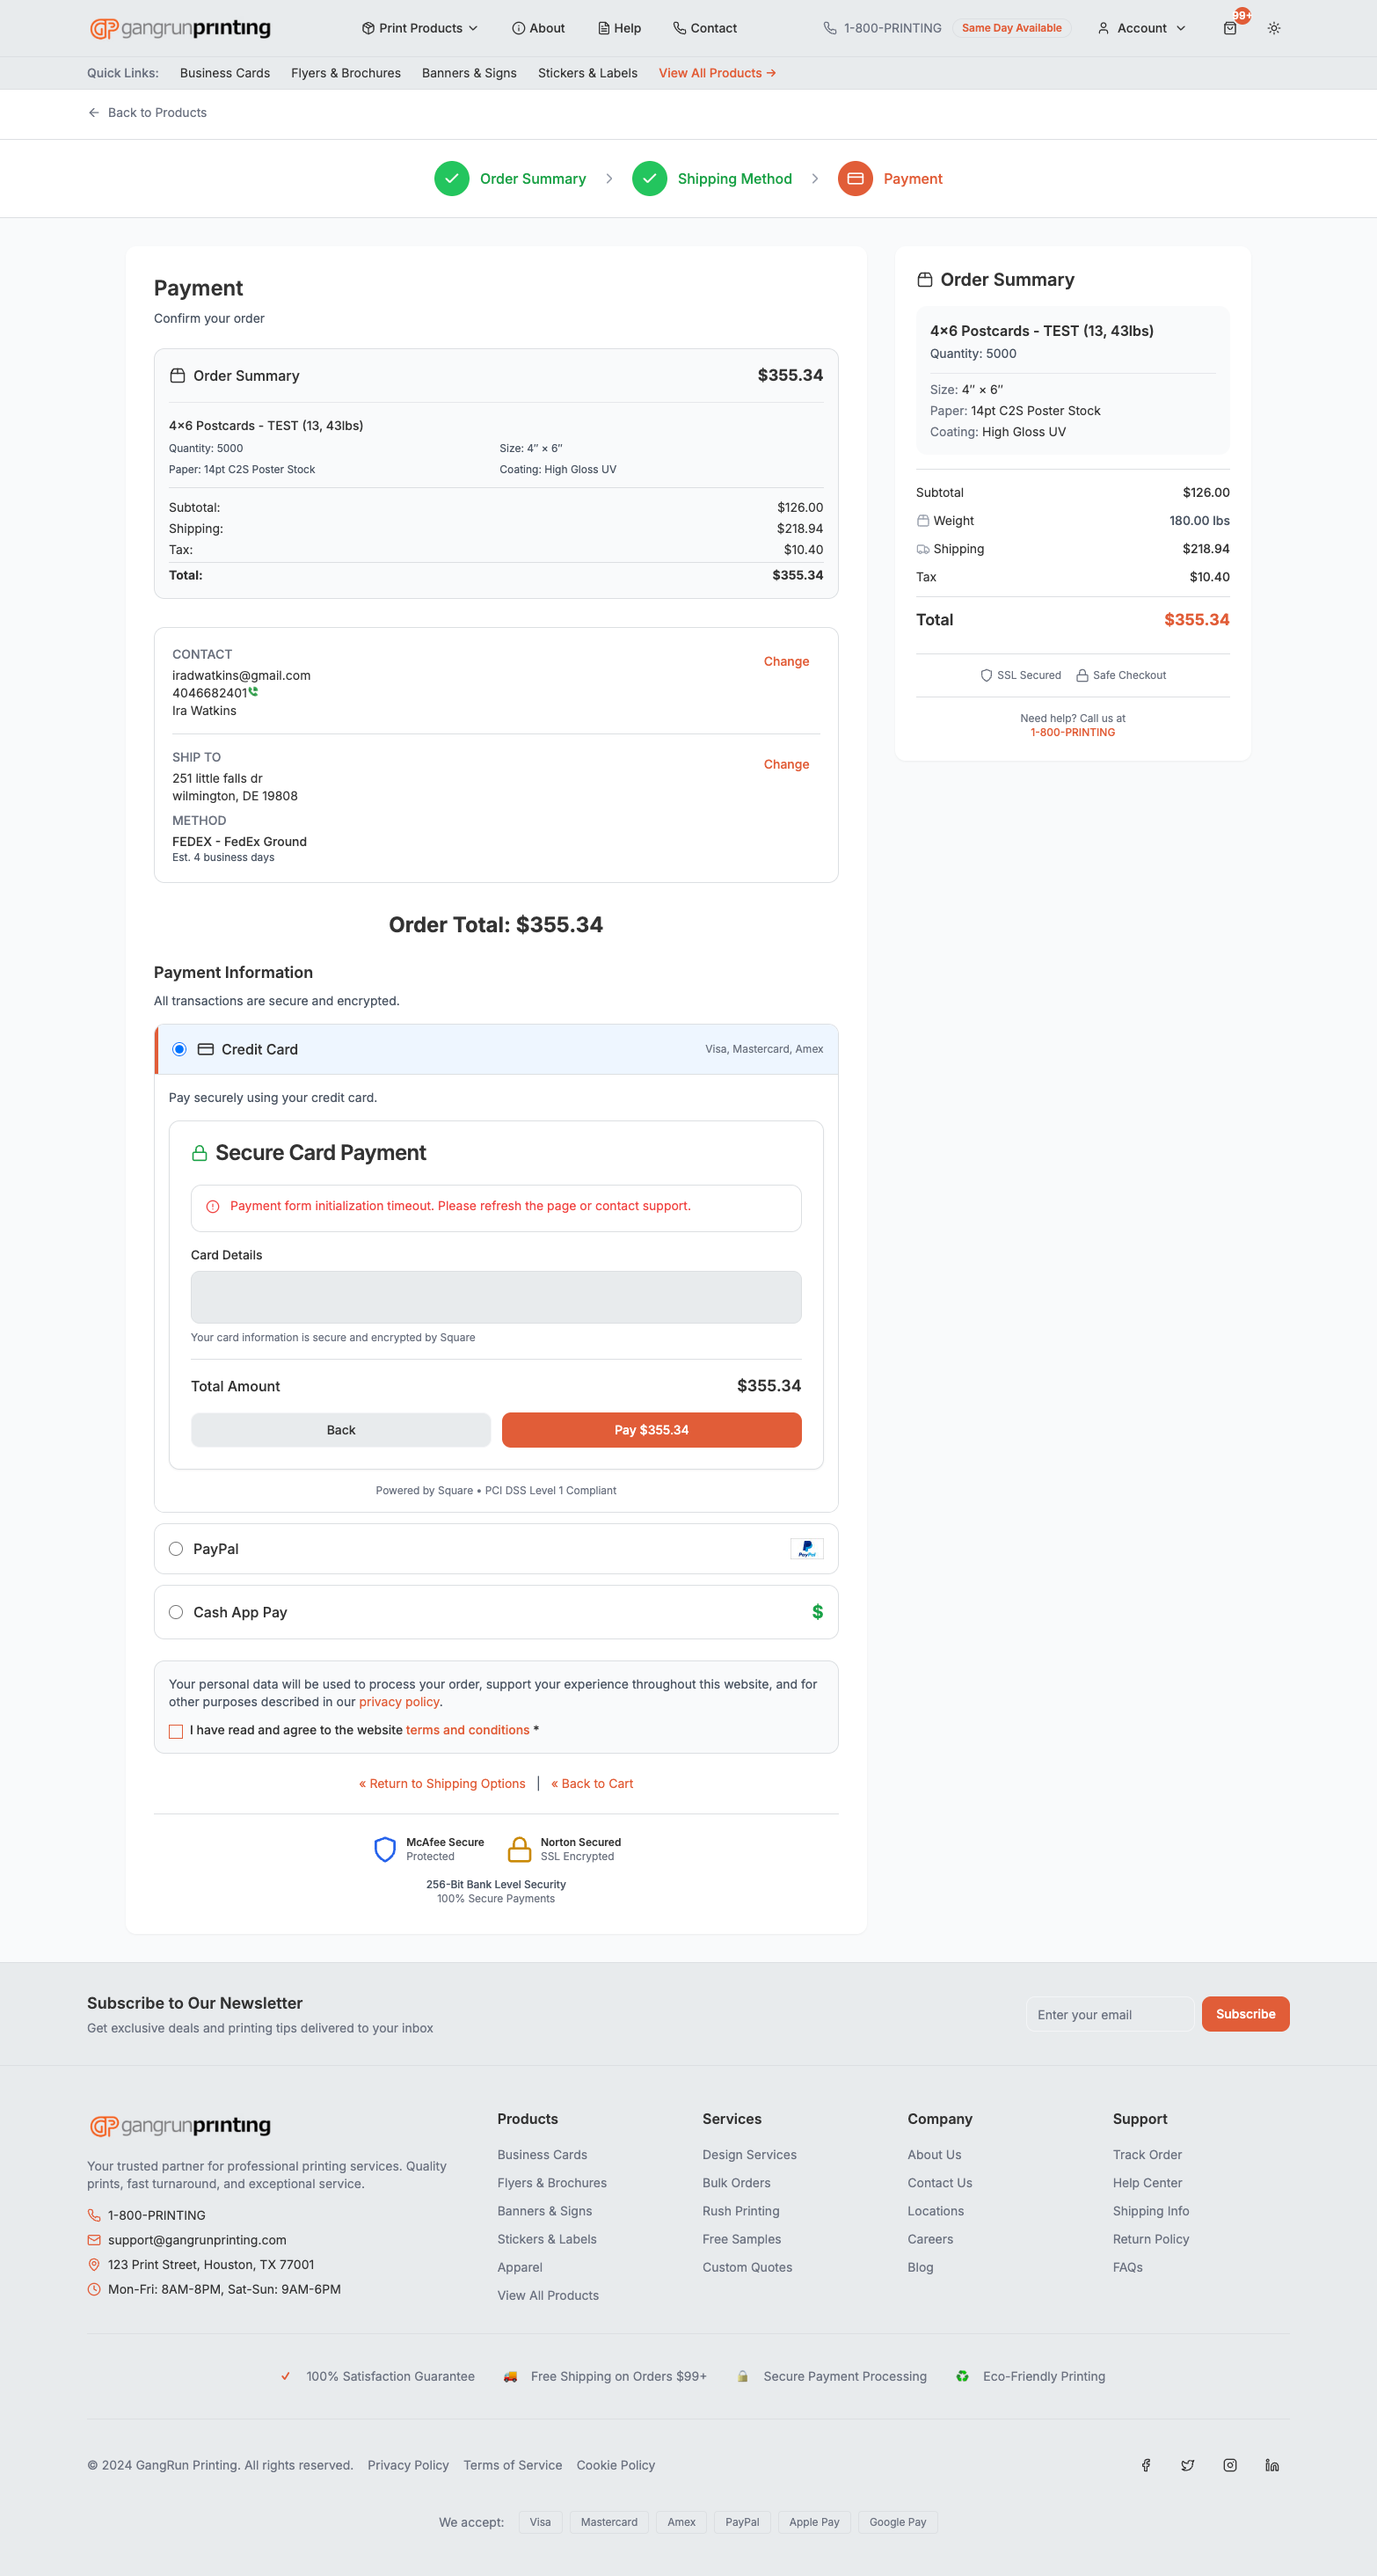 gangrunprinting
Print Products
About
Help
Contact
1-800-PRINTING
Same Day Available
Account
99+
Quick Links:
Business Cards
Flyers & Brochures
Banners & Signs
Stickers & Labels
View All Products →
Back to Products
Order Summary
Shipping Method
Payment
Payment
Confirm your order
Order Summary
$355.34
4x6 Postcards - TEST (13, 43lbs)
Quantity: 5000
Size: 4″ × 6″
Paper: 14pt C2S Poster Stock
Coating: High Gloss UV
Subtotal:
$126.00
Shipping:
$218.94
Tax:
$10.40
Total:
$355.34
CONTACT
Change
iradwatkins@gmail.com
4046682401
Ira Watkins
SHIP TO
Change
251 little falls dr
wilmington, DE 19808
METHOD
FEDEX - FedEx Ground
Est. 4 business days
Order Total: $355.34
Payment Information
All transactions are secure and encrypted.
Credit Card
Visa, Mastercard, Amex
Pay securely using your credit card.
Secure Card Payment
Payment form initialization timeout. Please refresh the page or contact support.
Card Details
Your card information is secure and encrypted by Square
Total Amount
$355.34
Back
Pay $355.34
Powered by Square • PCI DSS Level 1 Compliant
PayPal
PayPal
Cash App Pay
$
Your personal data will be used to process your order, support your experience throughout this website, and for
other purposes described in our privacy policy.
I have read and agree to the website terms and conditions *
« Return to Shipping Options | « Back to Cart
McAfee Secure
Protected
Norton Secured
SSL Encrypted
256-Bit Bank Level Security
100% Secure Payments
Order Summary
4x6 Postcards - TEST (13, 43lbs)
Quantity: 5000
Size: 4″ × 6″
Paper: 14pt C2S Poster Stock
Coating: High Gloss UV
Subtotal
$126.00
Weight
180.00 lbs
Shipping
$218.94
Tax
$10.40
Total
$355.34
SSL Secured
Safe Checkout
Need help? Call us at
1-800-PRINTING
Subscribe to Our Newsletter
Get exclusive deals and printing tips delivered to your inbox
Enter your email
Subscribe
gangrunprinting
Your trusted partner for professional printing services. Quality
prints, fast turnaround, and exceptional service.
1-800-PRINTING
support@gangrunprinting.com
123 Print Street, Houston, TX 77001
Mon-Fri: 8AM-8PM, Sat-Sun: 9AM-6PM
Products
Business Cards
Flyers & Brochures
Banners & Signs
Stickers & Labels
Apparel
View All Products
Services
Design Services
Bulk Orders
Rush Printing
Free Samples
Custom Quotes
Company
About Us
Contact Us
Locations
Careers
Blog
Support
Track Order
Help Center
Shipping Info
Return Policy
FAQs
100% Satisfaction Guarantee
Free Shipping on Orders $99+
Secure Payment Processing
Eco-Friendly Printing
© 2024 GangRun Printing. All rights reserved.
Privacy Policy
Terms of Service
Cookie Policy
We accept:
Visa
Mastercard
Amex
PayPal
Apple Pay
Google Pay